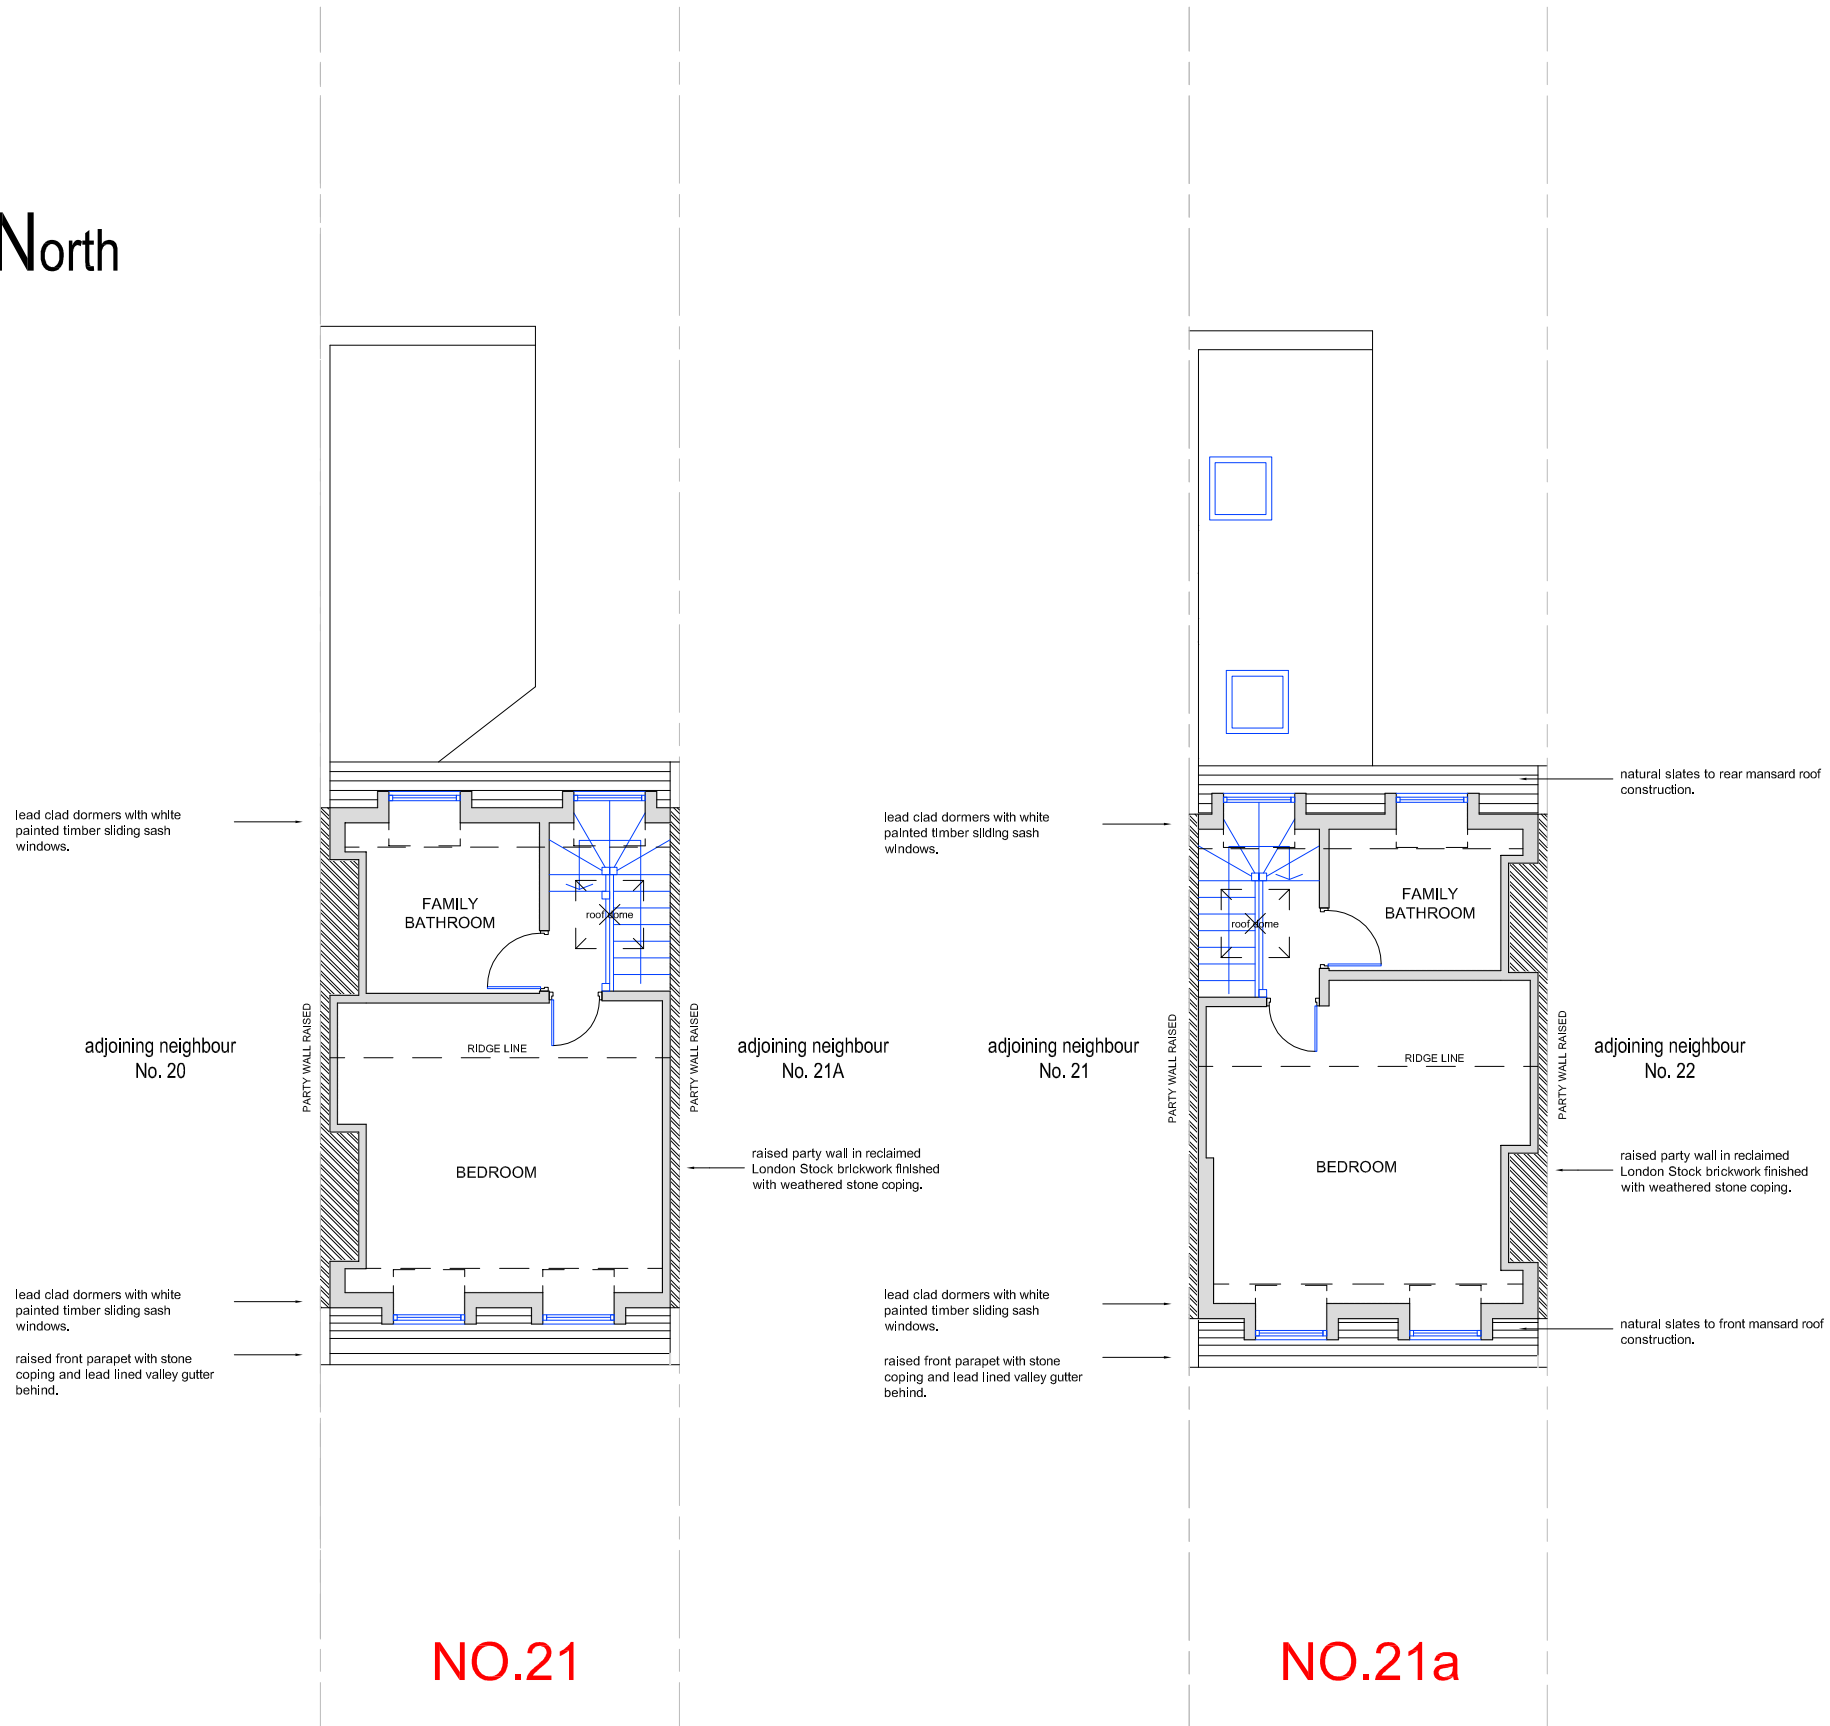 North
lead clad dormers with white
painted timber sliding sash
windows.
FAMILY
BATHROOM
roof dome
PARTY WALL RAISED
adjoining neighbour
No. 20
RIDGE LINE
PARTY WALL RAISED
adjoining neighbour
No. 21A
BEDROOM
raised party wall in reclaimed
London Stock brickwork finished
with weathered stone coping.
lead clad dormers with white
painted timber sliding sash
windows.
raised front parapet with stone
coping and lead lined valley gutter
behind.
NO.21
lead clad dormers with white
painted timber sliding sash
windows.
natural slates to rear mansard roof
construction.
FAMILY
BATHROOM
roof dome
adjoining neighbour
No. 21
PARTY WALL RAISED
RIDGE LINE
PARTY WALL RAISED
adjoining neighbour
No. 22
BEDROOM
raised party wall in reclaimed
London Stock brickwork finished
with weathered stone coping.
lead clad dormers with white
painted timber sliding sash
windows.
natural slates to front mansard roof
construction.
raised front parapet with stone
coping and lead lined valley gutter
behind.
NO.21a